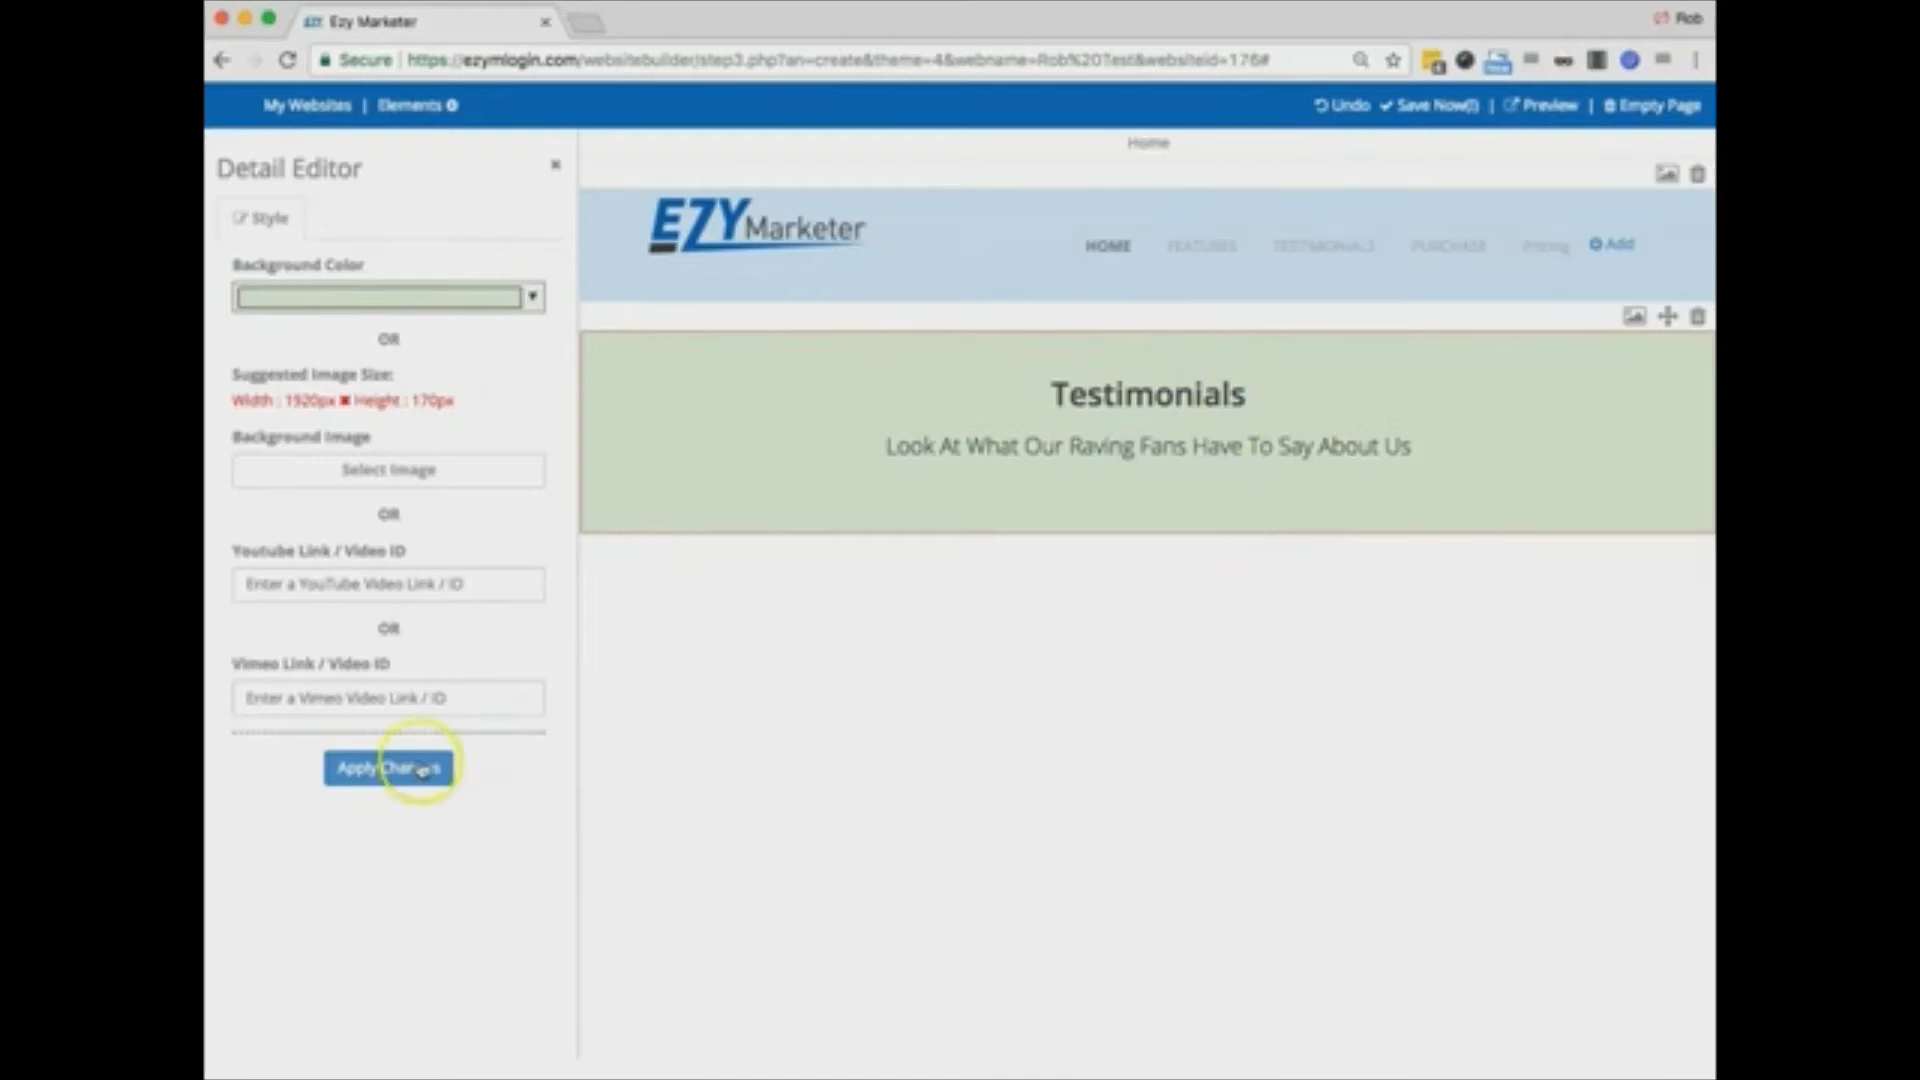 EZY Ezy Marketer
Rob
Secure | https://ezymlogin.com/websitebuilder/step3.php?an=create&theme=4&webname=Rob%20Test&websiteid=176#
My Websites | Elements
Undo Save Now(!) | Preview | Empty Page
Detail Editor
Style
Background Color
OR
Suggested Image Size:
Width : 1920px ✖ Height : 170px
Background Image
Select Image
OR
Youtube Link / Video ID
Enter a YouTube Video Link / ID
OR
Vimeo Link / Video ID
Enter a Vimeo Video Link / ID
Apply Changes
Home
EZY Marketer
HOME FEATURES TESTIMONIALS PURCHASE Pricing Add
Testimonials
Look At What Our Raving Fans Have To Say About Us